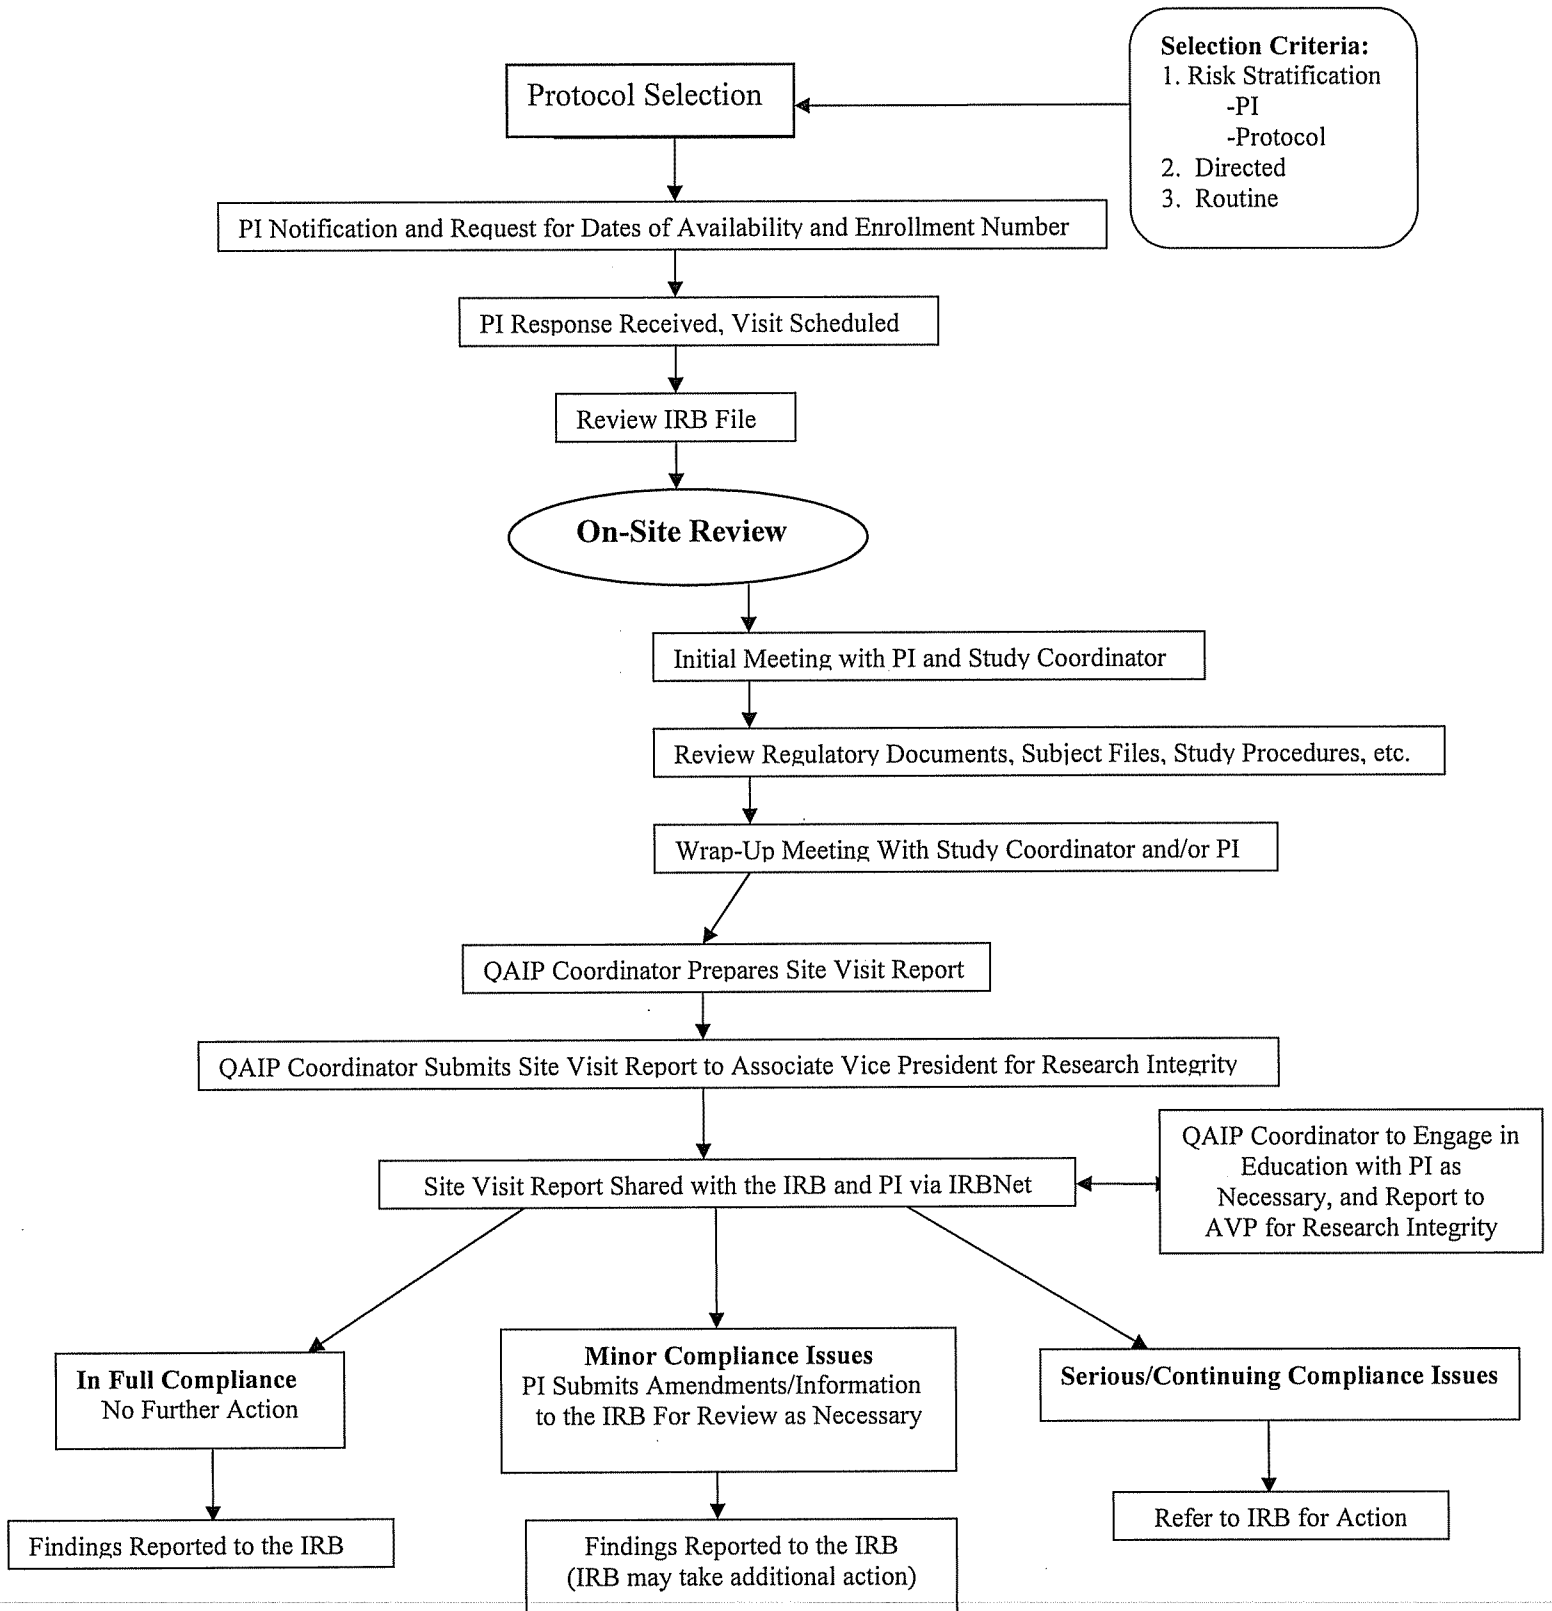 Selection Criteria:
1. Risk Stratification
-PI
-Protocol
2. Directed
3. Routine
Protocol Selection
PI Notification and Request for Dates of Availability and Enrollment Number
PI Response Received, Visit Scheduled
Review IRB File
On-Site Review
Initial Meeting with PI and Study Coordinator
Review Regulatory Documents, Subject Files, Study Procedures, etc.
Wrap-Up Meeting With Study Coordinator and/or PI
QAIP Coordinator Prepares Site Visit Report
QAIP Coordinator Submits Site Visit Report to Associate Vice President for Research Integrity
Site Visit Report Shared with the IRB and PI via IRBNet
QAIP Coordinator to Engage in
Education with PI as
Necessary, and Report to
AVP for Research Integrity
In Full Compliance
No Further Action
Minor Compliance Issues
PI Submits Amendments/Information
to the IRB For Review as Necessary
Serious/Continuing Compliance Issues
Findings Reported to the IRB
Findings Reported to the IRB
(IRB may take additional action)
Refer to IRB for Action